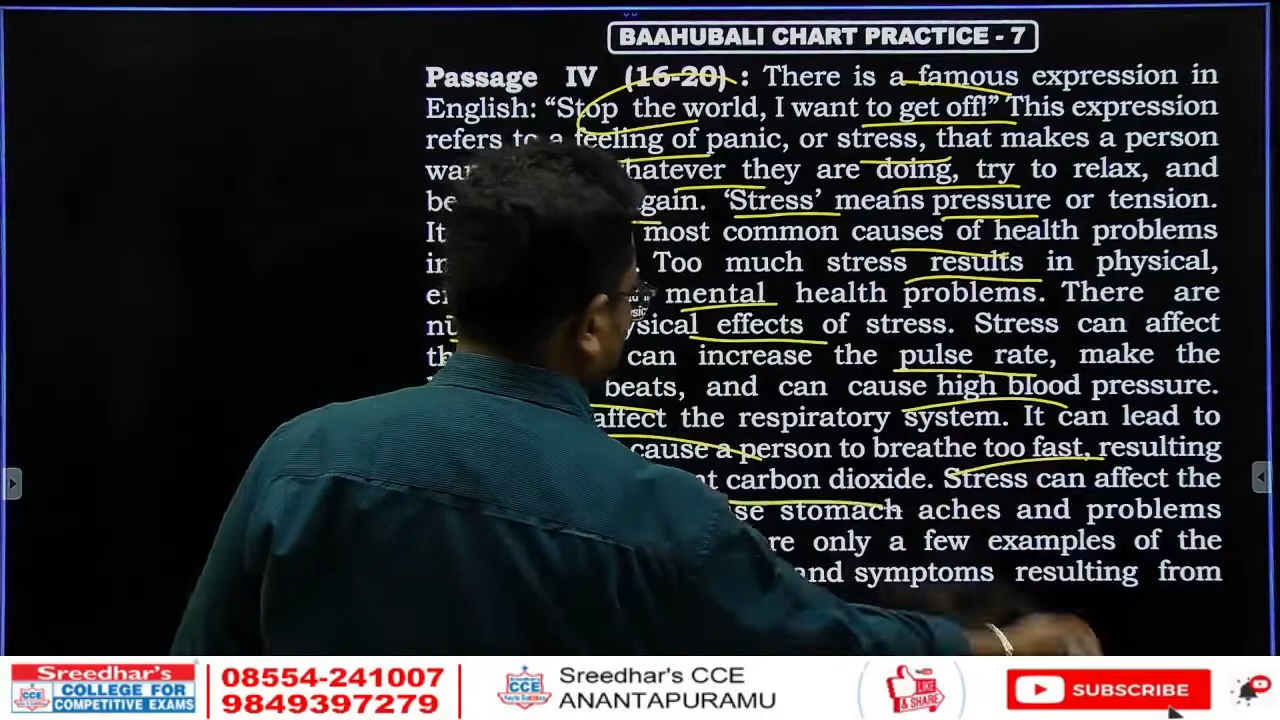 BAAHUBALI CHART PRACTICE - 7
Passage IV (16-20) : There is a famous expression in
English: “Stop the world, I want to get off!” This expression
refers to a feeling of panic, or stress, that makes a person
they are doing, try to relax, and
‘Stress’ means pressure or tension.
It most common causes of health problems
Too much stress results in physical,
mental health problems. There are
effects of stress. Stress can affect
can increase the pulse rate, make the
beats, and can cause high blood pressure.
affect the respiratory system. It can lead to
cause a person to breathe too fast, resulting
carbon dioxide. Stress can affect the
stomach aches and problems
only a few examples of the
and symptoms resulting from
Sreedhar's
CCE
COLLEGE FOR
COMPETITIVE EXAMS
08554-241007
9849397279
CCE
Sreedhar's CCE
ANANTAPURAMU
LIKE
& SHARE
SUBSCRIBE